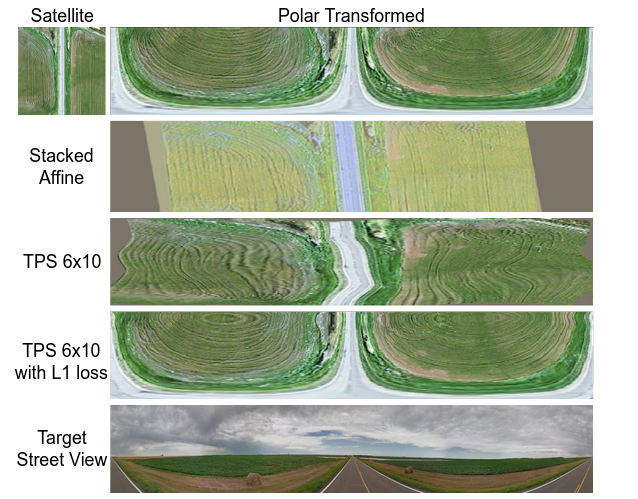 Satellite
Polar Transformed
Stacked
Affine
TPS 6x10
TPS 6x10
with L1 loss
Target
Street View